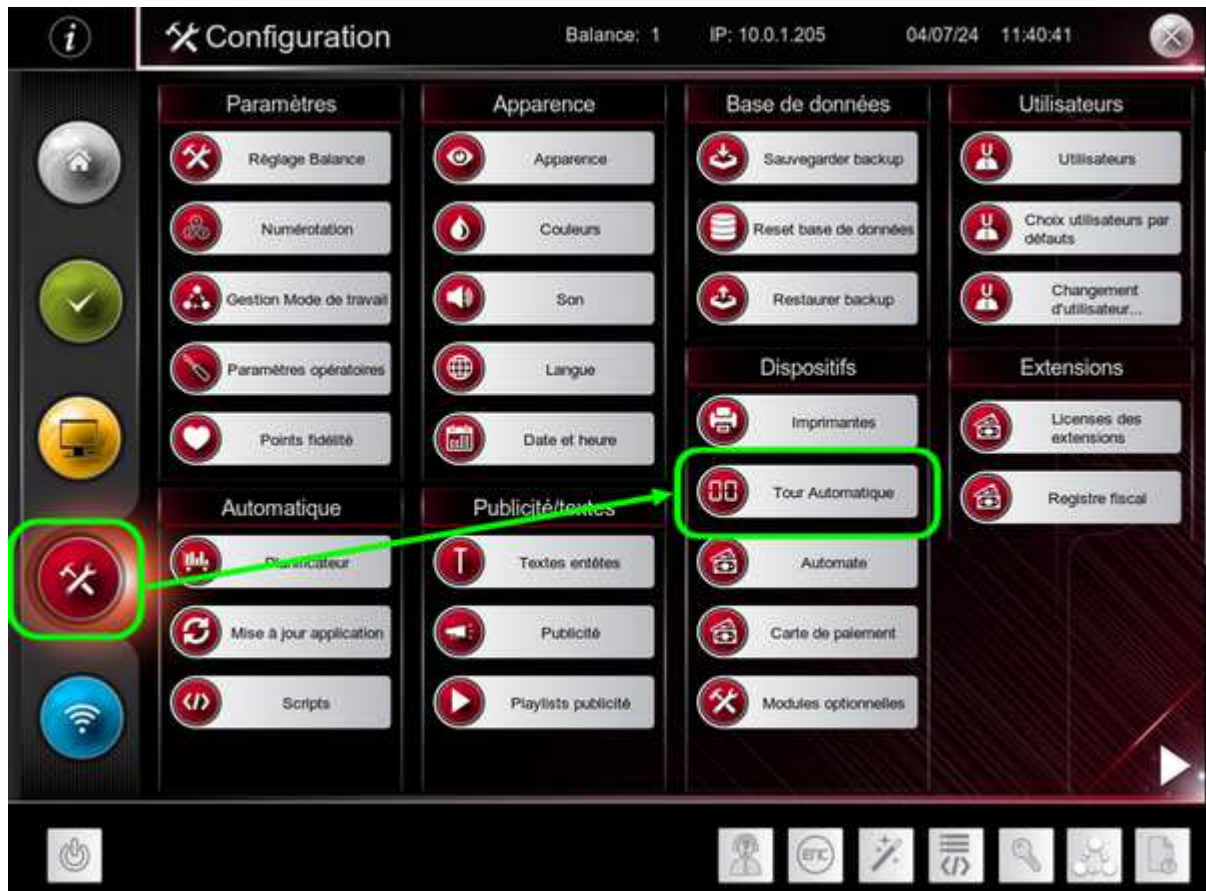 i
Configuration
Balance: 1
IP: 10.0.1.205
04/07/24
11:40:41
Paramètres
Réglage Balance
Numérotation
Gestion Mode de travail
Paramètres opératoires
Points fidélité
Automatique
Planificateur
Mise à jour application
Scripts
Apparence
Apparence
Couleurs
Son
Langue
Date et heure
Publicité/textes
Textes entêtes
Publicité
Playlists publicité
Base de données
Sauvegarder backup
Reset base de données
Restaurer backup
Dispositifs
Imprimantes
Tour Automatique
Automate
Carte de paiement
Modules optionnelles
Utilisateurs
Utilisateurs
Choix utilisateurs par
défauts
Changement
d'utilisateur...
Extensions
Licenses des
extensions
Registre fiscal